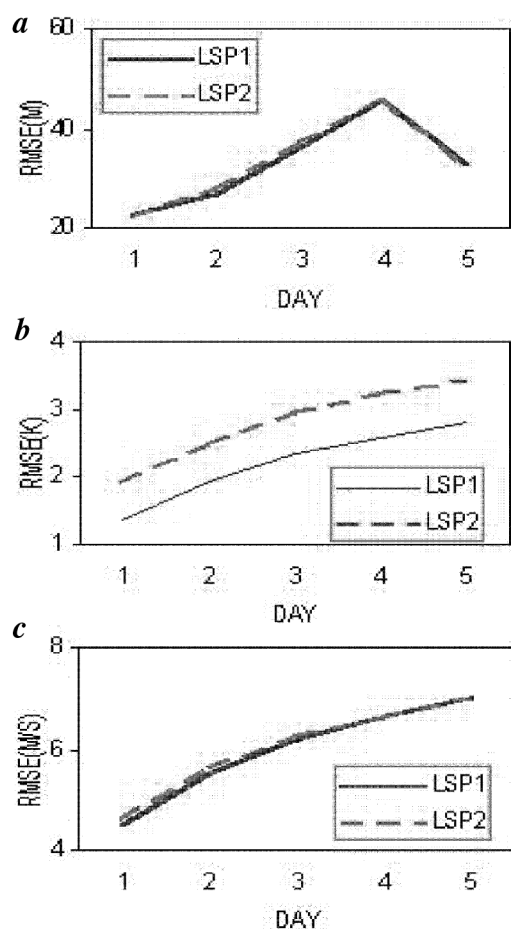 a
60
LSP1
LSP2
40
20
RMSE(M)
1 2 3 4 5
DAY
b
4
3
2
1
RMSE(K)
LSP1
LSP2
1 2 3 4 5
DAY
c
8
6
4
RMSE(M/S)
LSP1
LSP2
1 2 3 4 5
DAY